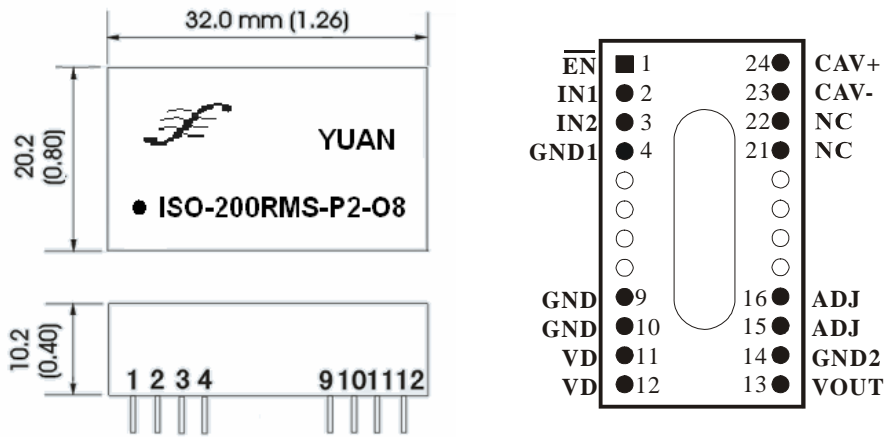 32.0 mm (1.26)
20.2
(0.80)
YUAN
● ISO-200RMS-P2-O8
10.2
(0.40)
1 2 3 4 9 10 11 12
EN 1 24 CAV+
IN1 2 23 CAV-
IN2 3 22 NC
GND1 4 21 NC
GND 9 16 ADJ
GND 10 15 ADJ
VD 11 14 GND2
VD 12 13 VOUT